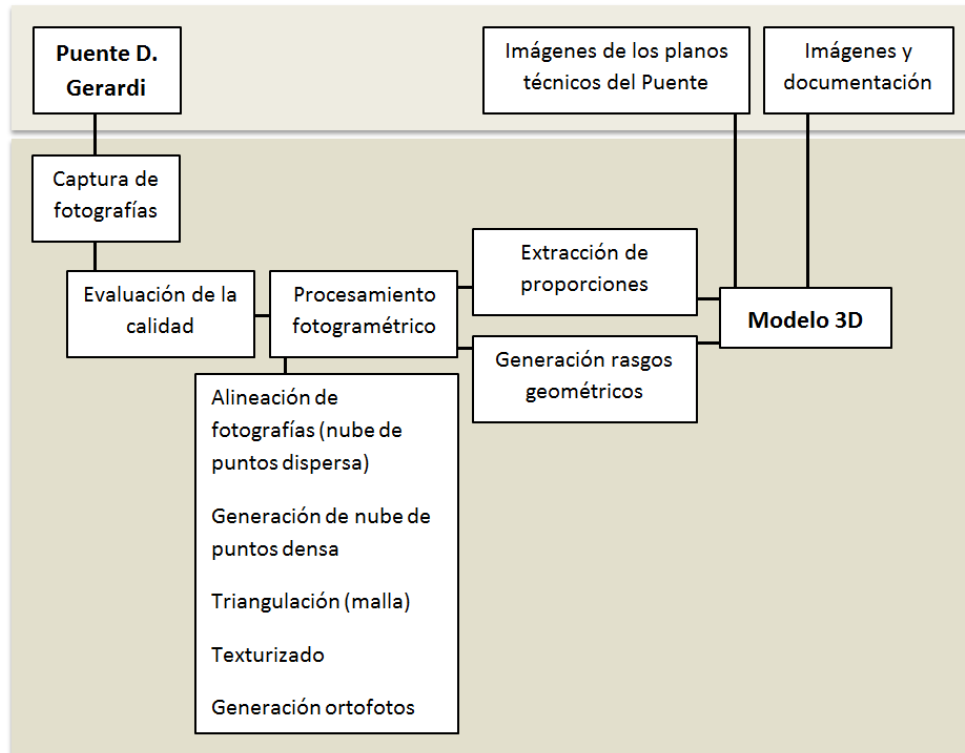 Puente D.
Gerardi
Imágenes de los planos
técnicos del Puente
Imágenes y
documentación
Captura de
fotografías
Evaluación de la
calidad
Procesamiento
fotogramétrico
Extracción de
proporciones
Generación rasgos
geométricos
Modelo 3D
Alineación de
fotografías (nube de
puntos dispersa)
Generación de nube de
puntos densa
Triangulación (malla)
Texturizado
Generación ortofotos